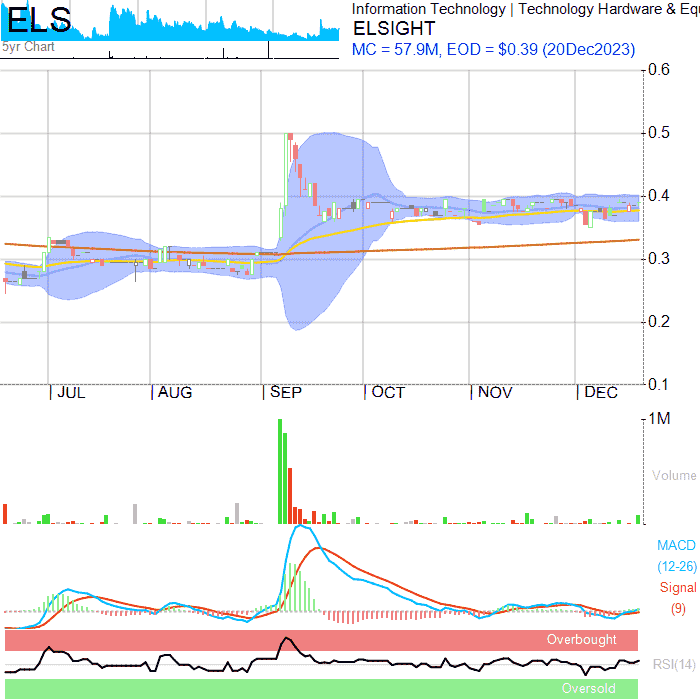 ELS
5yr Chart
Information Technology | Technology Hardware & Equ
ELSIGHT
MC = 57.9M, EOD = $0.39 (20Dec2023)
0.6
0.5
0.4
0.3
0.2
0.1
JUL AUG SEP OCT NOV DEC
1M
Volume
MACD
(12-26)
Signal
(9)
Overbought
RSI(14)
Oversold